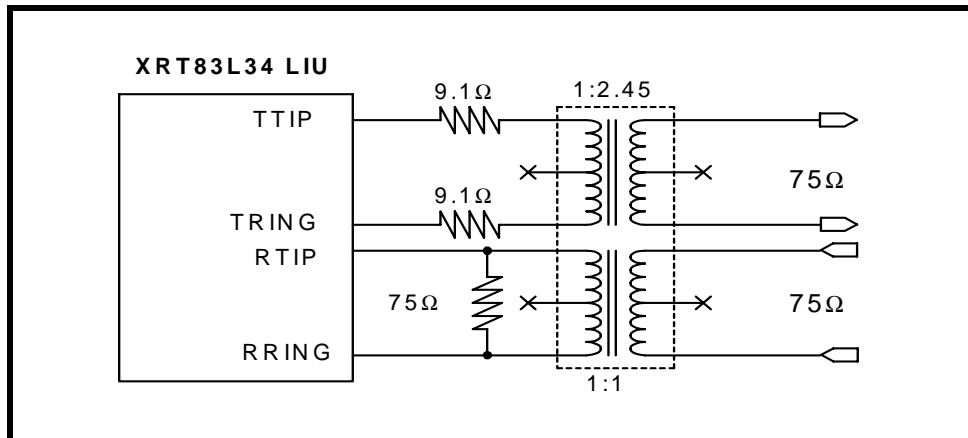 XRT83L34 LIU
9.1Ω
1:2.45
TTIP
75Ω
9.1Ω
TRING
RTIP
75Ω
75Ω
RRING
1:1